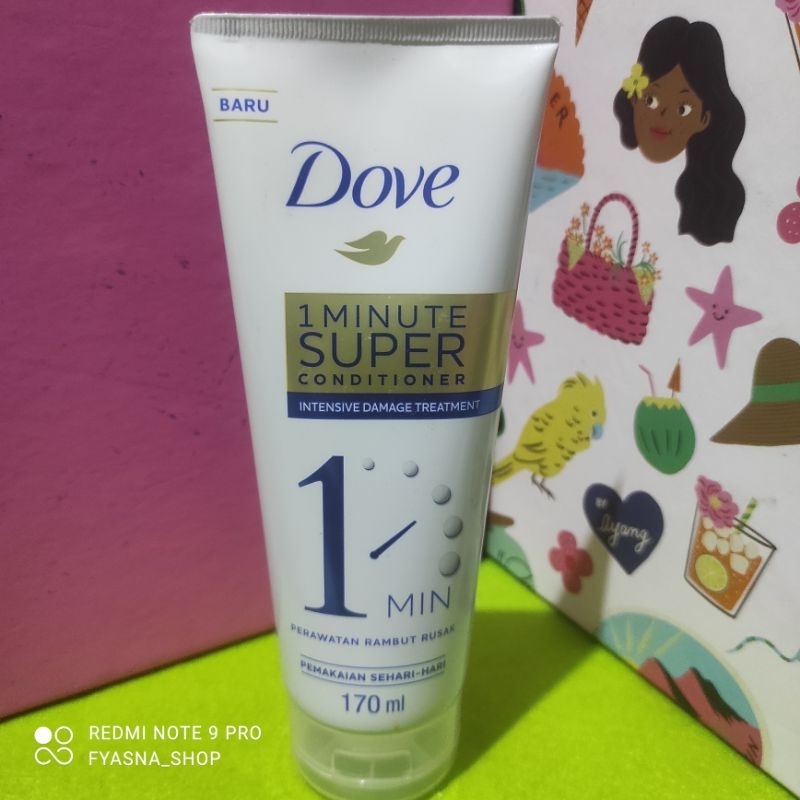 BARU
Dove
1 MINUTE
SUPER
CONDITIONER
INTENSIVE DAMAGE TREATMENT
1 MIN
PERAWATAN RAMBUT RUSAK
PEMAKAIAN SEHARI-HARI
170 ml
Ayang
REDMI NOTE 9 PRO
FYASNA_SHOP